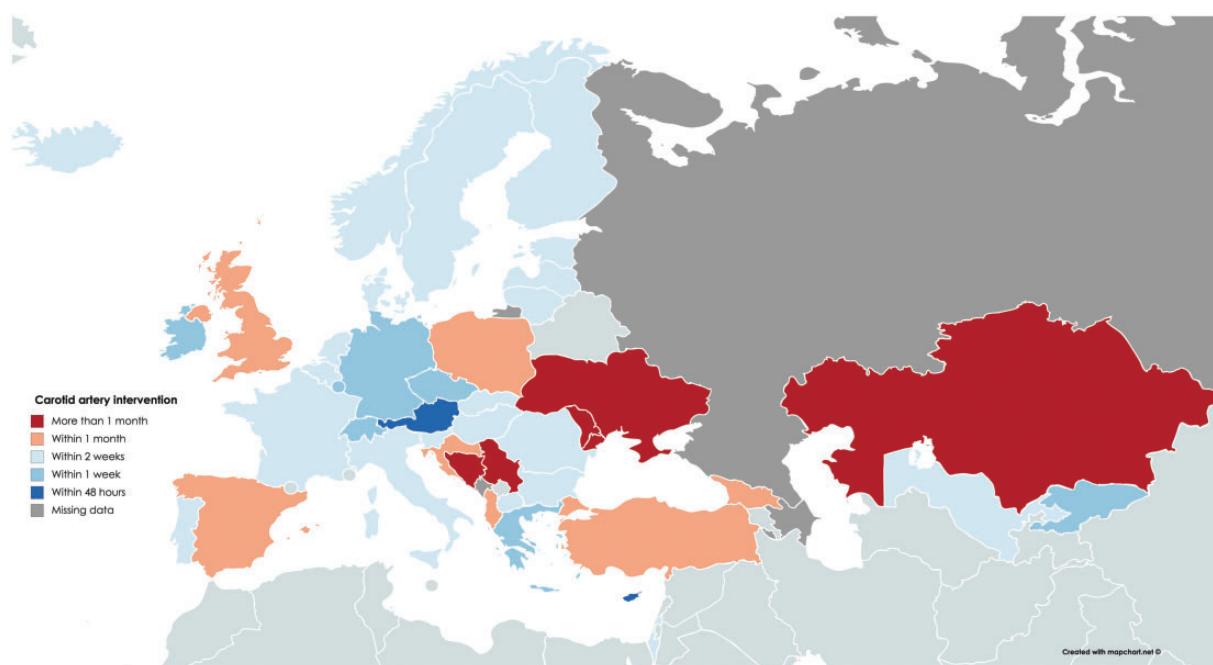 Carotid artery intervention
More than 1 month
Within 1 month
Within 2 weeks
Within 1 week
Within 48 hours
Missing data
Created with mapchart.net ©